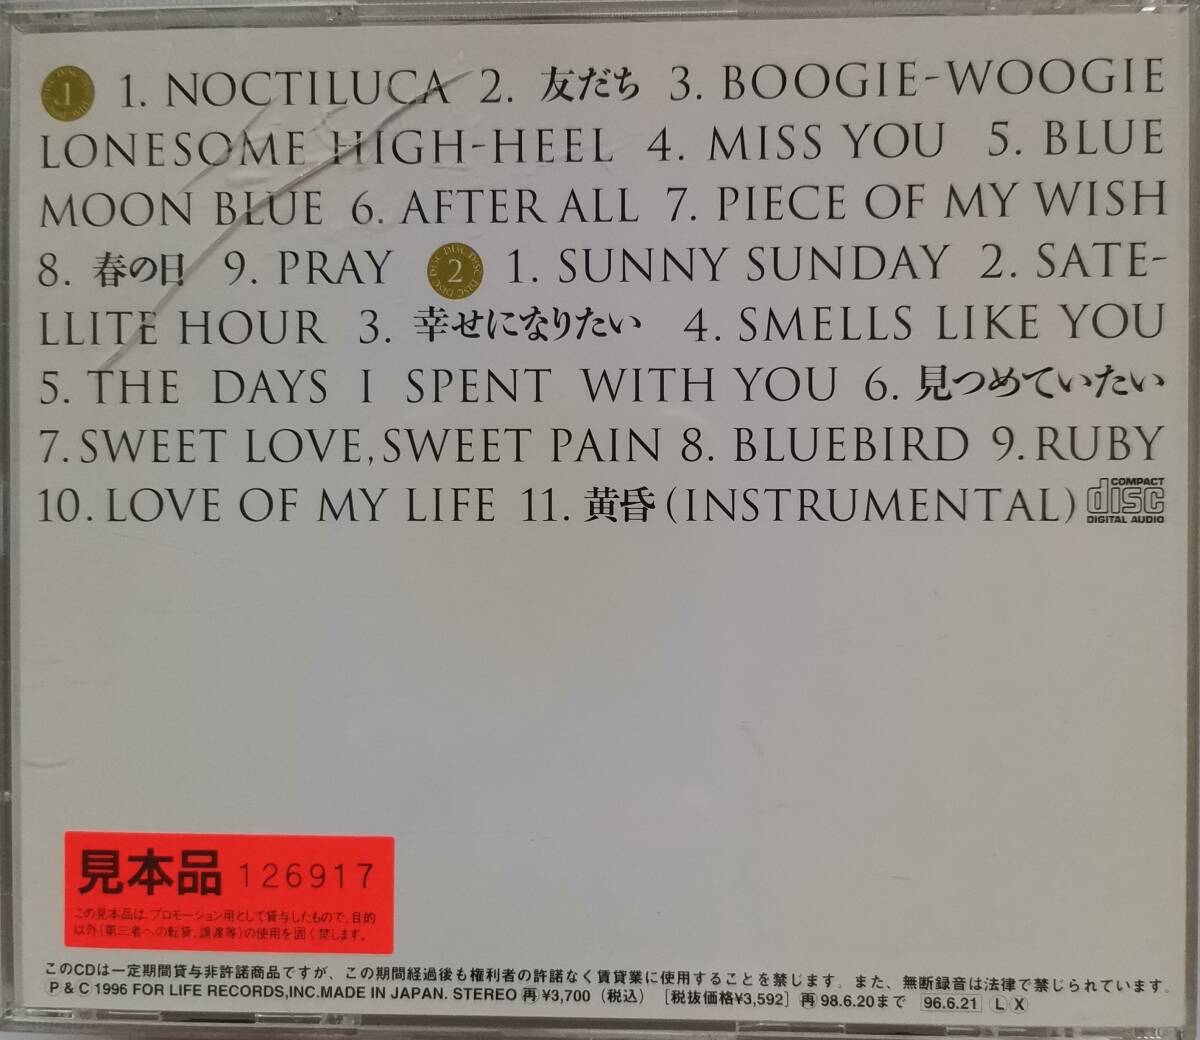 1 1. NOCTILUCA 2. 友だち 3. BOOGIE-WOOGIE
LONESOME HIGH-HEEL 4. MISS YOU 5. BLUE
MOON BLUE 6. AFTER ALL 7. PIECE OF MY WISH
8. 春の日 9. PRAY DISC DISC DISC DISC DISC 2 1. SUNNY SUNDAY 2. SATE-
LLITE HOUR 3. 幸せになりたい 4. SMELLS LIKE YOU
5. THE DAYS I SPENT WITH YOU 6. 見つめていたい
7. SWEET LOVE, SWEET PAIN 8. BLUEBIRD 9. RUBY
10. LOVE OF MY LIFE 11. 黄昏 (INSTRUMENTAL) COMPACT disc DIGITAL AUDIO
見本品 126917
この見本品は、プロモーション用として貸与したもので、目的
以外(第三者への転貸、譲渡等)の使用を固く禁じます。
このCDは一定期間貸与非許諾商品ですが、この期間経過後も権利者の許諾なく賃貸業に使用することを禁じます。また、無断録音は法律で禁じられています。
Ⓟ&Ⓒ1996 FOR LIFE RECORDS,INC.MADE IN JAPAN. STEREO 再 ¥3,700(税込) [税抜価格¥3,592] 再 98.6.20まで 96.6.21 Ⓛ Ⓧ